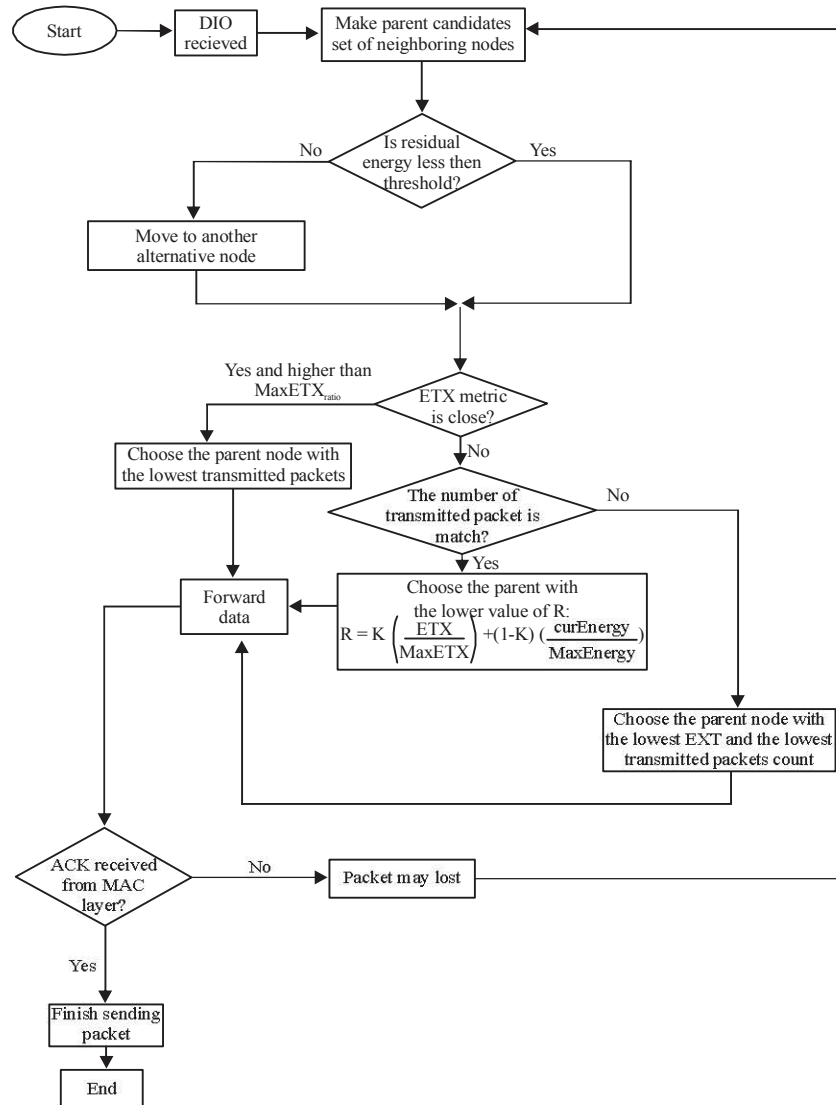 Start
DIO
recieved
Make parent candidates
set of neighboring nodes
Is residual
energy less then
threshold?
No
Yes
Move to another
alternative node
Yes and higher than
MaxETXratio
ETX metric
is close?
Choose the parent node with
the lowest transmitted packets
No
The number of
transmitted packet is
match?
No
Yes
Forward
data
Choose the parent with
the lower value of R:
R = K (ETX/MaxETX) +(1-K) (curEnergy/MaxEnergy)
Choose the parent node with
the lowest EXT and the lowest
transmitted packets count
ACK received
from MAC
layer?
No
Packet may lost
Yes
Finish sending
packet
End